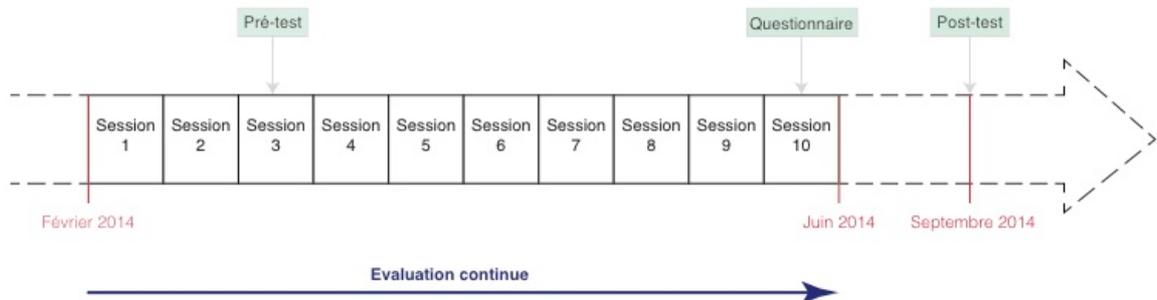 Pré-test
Questionnaire
Post-test
Session
1
Session
2
Session
3
Session
4
Session
5
Session
6
Session
7
Session
8
Session
9
Session
10
Février 2014
Juin 2014
Septembre 2014
Evaluation continue